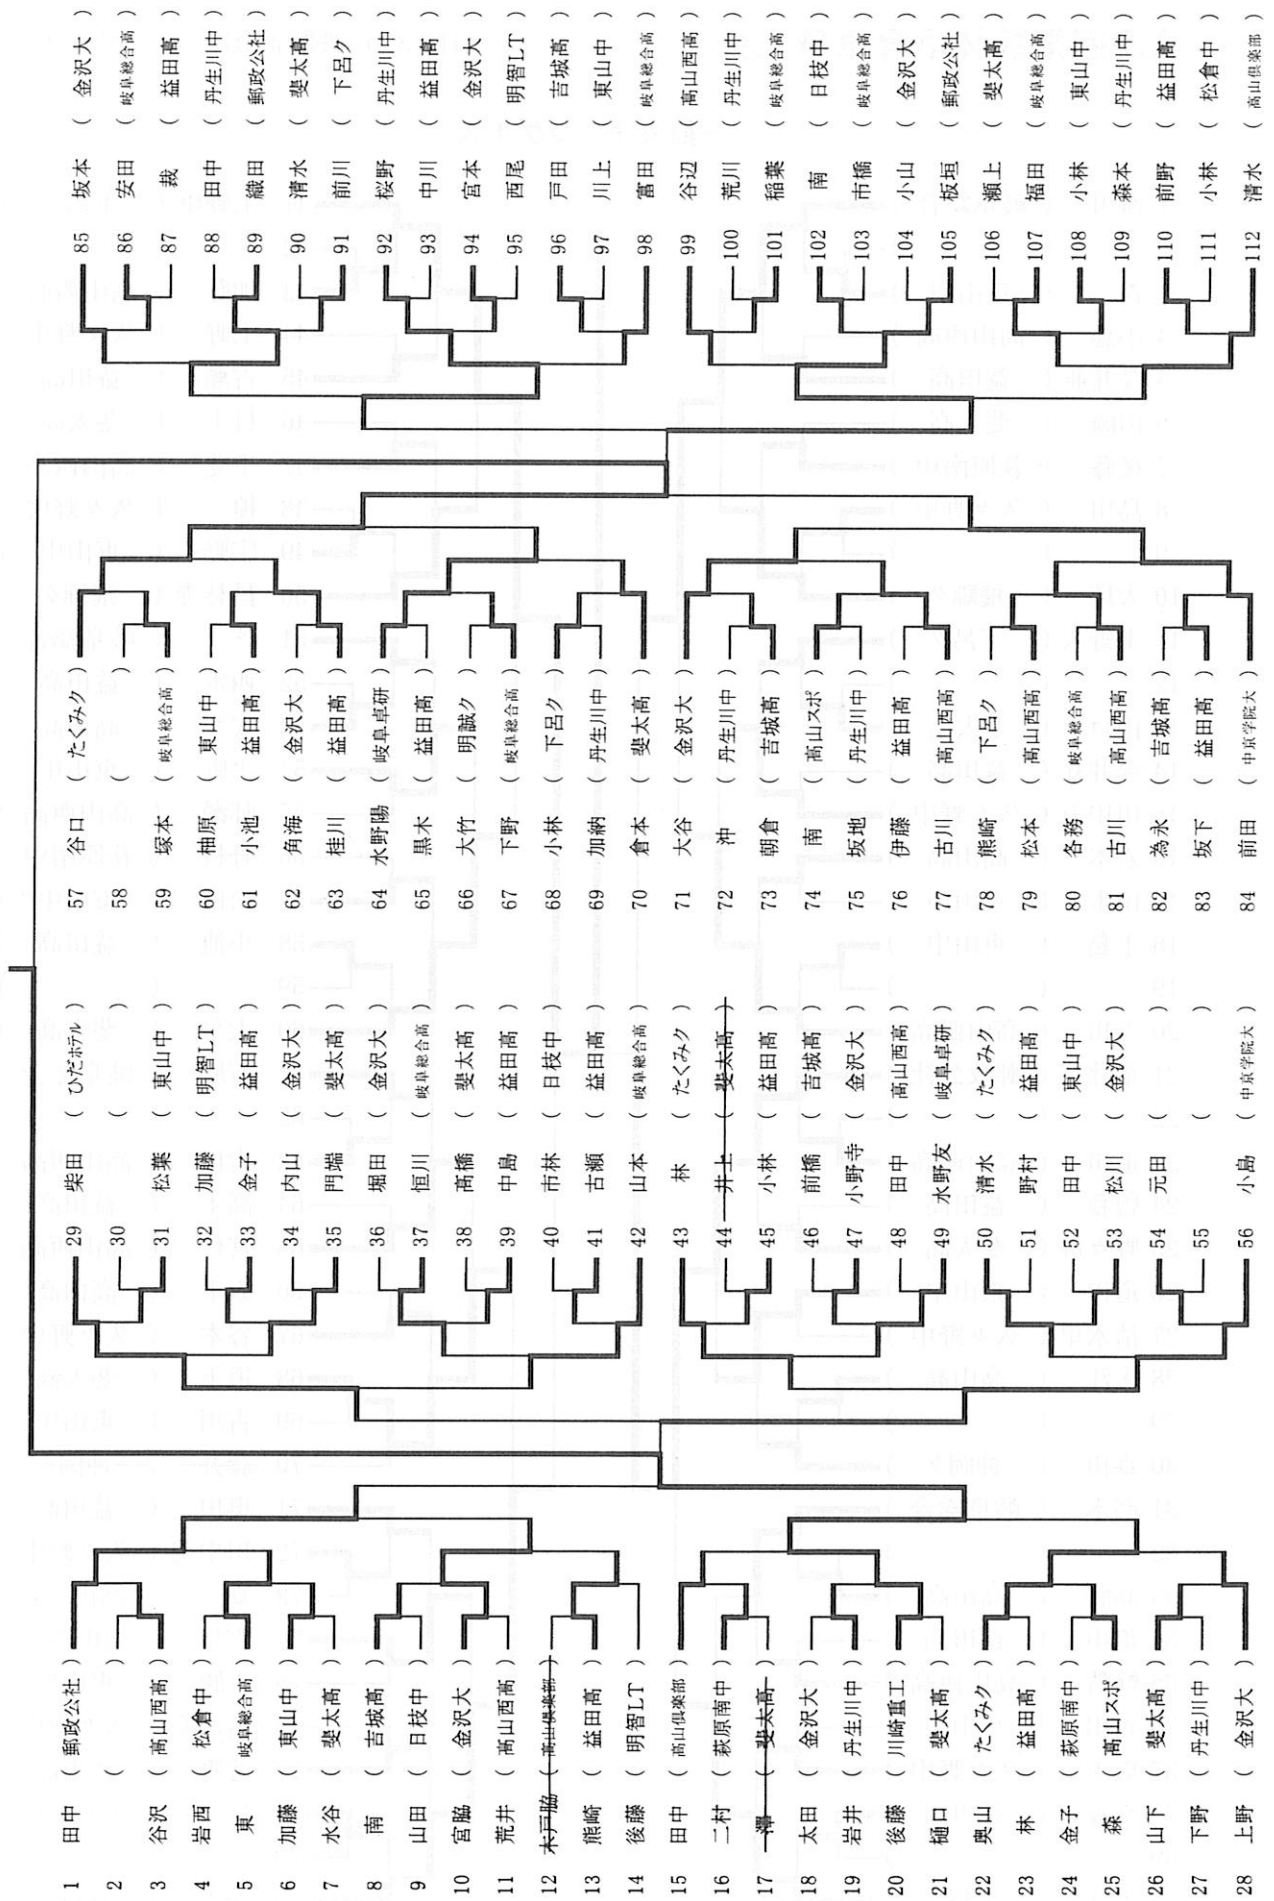 1 田中 ( 郵政公社 )
2 ( )
3 谷沢 ( 高山西高 )
4 岩西 ( 松倉中 )
5 東 ( 岐阜総合高 )
6 加藤 ( 東山中 )
7 水谷 ( 斐太高 )
8 南 ( 吉城高 )
9 山田 ( 日枝中 )
10 宮脇 ( 金沢大 )
11 荒井 ( 高山西高 )
12 木戸脇 ( 高山倶楽部 )
13 熊崎 ( 益田高 )
14 後藤 ( 明智LT )
15 田中 ( 高山倶楽部 )
16 二村 ( 萩原南中 )
17 澤 ( 斐太高 )
18 太田 ( 金沢大 )
19 岩井 ( 丹生川中 )
20 後藤 ( 川崎重工 )
21 樋口 ( 斐太高 )
22 奥山 ( たくみク )
23 林 ( 益田高 )
24 金子 ( 萩原南中 )
25 森 ( 高山スポ )
26 山下 ( 斐太高 )
27 下野 ( 丹生川中 )
28 上野 ( 金沢大 )
29 柴田 ( ひだホテル )
30 ( )
31 松葉 ( 東山中 )
32 加藤 ( 明智LT )
33 金子 ( 益田高 )
34 内山 ( 金沢大 )
35 門端 ( 斐太高 )
36 堀田 ( 金沢大 )
37 恒川 ( 岐阜総合高 )
38 高橋 ( 斐太高 )
39 中島 ( 益田高 )
40 市林 ( 日枝中 )
41 古瀬 ( 益田高 )
42 山本 ( 岐阜総合高 )
43 林 ( たくみク )
44 井上 ( 斐太高 )
45 小林 ( 益田高 )
46 前橋 ( 吉城高 )
47 小野寺 ( 金沢大 )
48 田中 ( 高山西高 )
49 水野友 ( 岐阜卓研 )
50 清水 ( たくみク )
51 野村 ( 益田高 )
52 田中 ( 東山中 )
53 松川 ( 金沢大 )
54 元田 ( )
55 ( )
56 小島 ( 中京学院大 )
57 谷口 ( たくみク )
58 ( )
59 塚本 ( 岐阜総合高 )
60 柚原 ( 東山中 )
61 小池 ( 益田高 )
62 角海 ( 金沢大 )
63 桂川 ( 益田高 )
64 水野陽 ( 岐阜卓研 )
65 黒木 ( 益田高 )
66 大竹 ( 明誠ク )
67 下野 ( 岐阜総合高 )
68 小林 ( 下呂ク )
69 加納 ( 丹生川中 )
70 倉本 ( 斐太高 )
71 大谷 ( 金沢大 )
72 沖 ( 丹生川中 )
73 朝倉 ( 吉城高 )
74 南 ( 高山スポ )
75 坂地 ( 丹生川中 )
76 伊藤 ( 益田高 )
77 古川 ( 高山西高 )
78 熊崎 ( 下呂ク )
79 松本 ( 高山西高 )
80 各務 ( 岐阜総合高 )
81 古川 ( 高山西高 )
82 為永 ( 吉城高 )
83 坂下 ( 益田高 )
84 前田 ( 中京学院大 )
85 坂本 ( 金沢大 )
86 安田 ( 岐阜総合高 )
87 裁 ( 益田高 )
88 田中 ( 丹生川中 )
89 織田 ( 郵政公社 )
90 清水 ( 斐太高 )
91 前川 ( 下呂ク )
92 桜野 ( 丹生川中 )
93 中川 ( 益田高 )
94 宮本 ( 金沢大 )
95 西尾 ( 明智LT )
96 戸田 ( 吉城高 )
97 川上 ( 東山中 )
98 富田 ( 岐阜総合高 )
99 谷辺 ( 高山西高 )
100 荒川 ( 丹生川中 )
101 稲葉 ( 岐阜総合高 )
102 南 ( 日枝中 )
103 市橋 ( 岐阜総合高 )
104 小山 ( 金沢大 )
105 板垣 ( 郵政公社 )
106 瀬上 ( 斐太高 )
107 福田 ( 岐阜総合高 )
108 小林 ( 東山中 )
109 森本 ( 丹生川中 )
110 前野 ( 益田高 )
111 小林 ( 松倉中 )
112 清水 ( 高山倶楽部 )